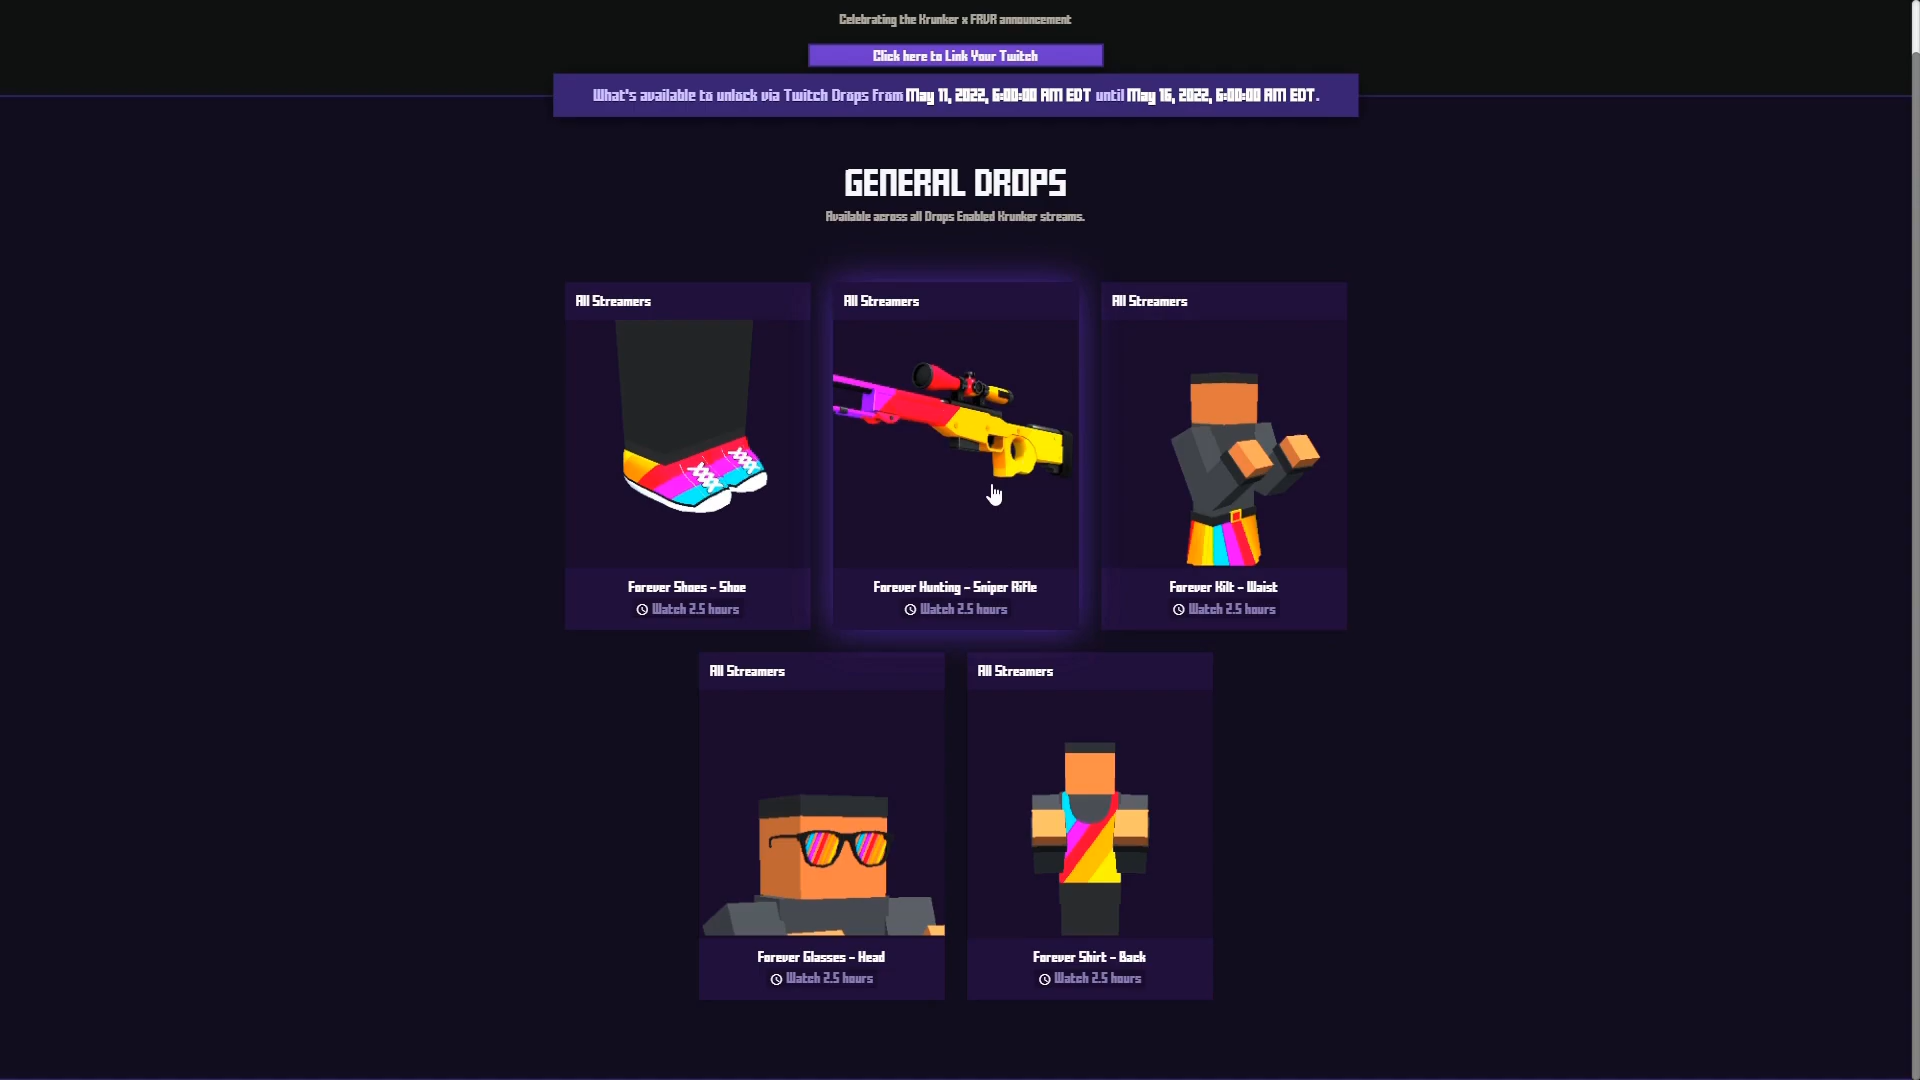 Celebrating the Krunker x FRVR announcement
Click here to Link Your Twitch
What's available to unlock via Twitch Drops from May 11, 2022, 6:00:00 AM EDT until May 16, 2022, 6:00:00 AM EDT.
GENERAL DROPS
Available across all Drops Enabled Krunker streams.
All Streamers
Forever Shoes - Shoe
Watch 2.5 hours
All Streamers
Forever Hunting - Sniper Rifle
Watch 2.5 hours
All Streamers
Forever Kilt - Waist
Watch 2.5 hours
All Streamers
Forever Glasses - Head
Watch 2.5 hours
All Streamers
Forever Shirt - Back
Watch 2.5 hours